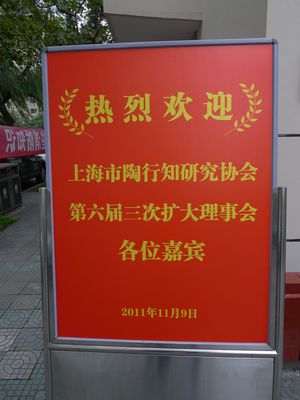 热烈欢迎
上海市陶行知研究协会
第六届三次扩大理事会
各位嘉宾
2011年11月9日